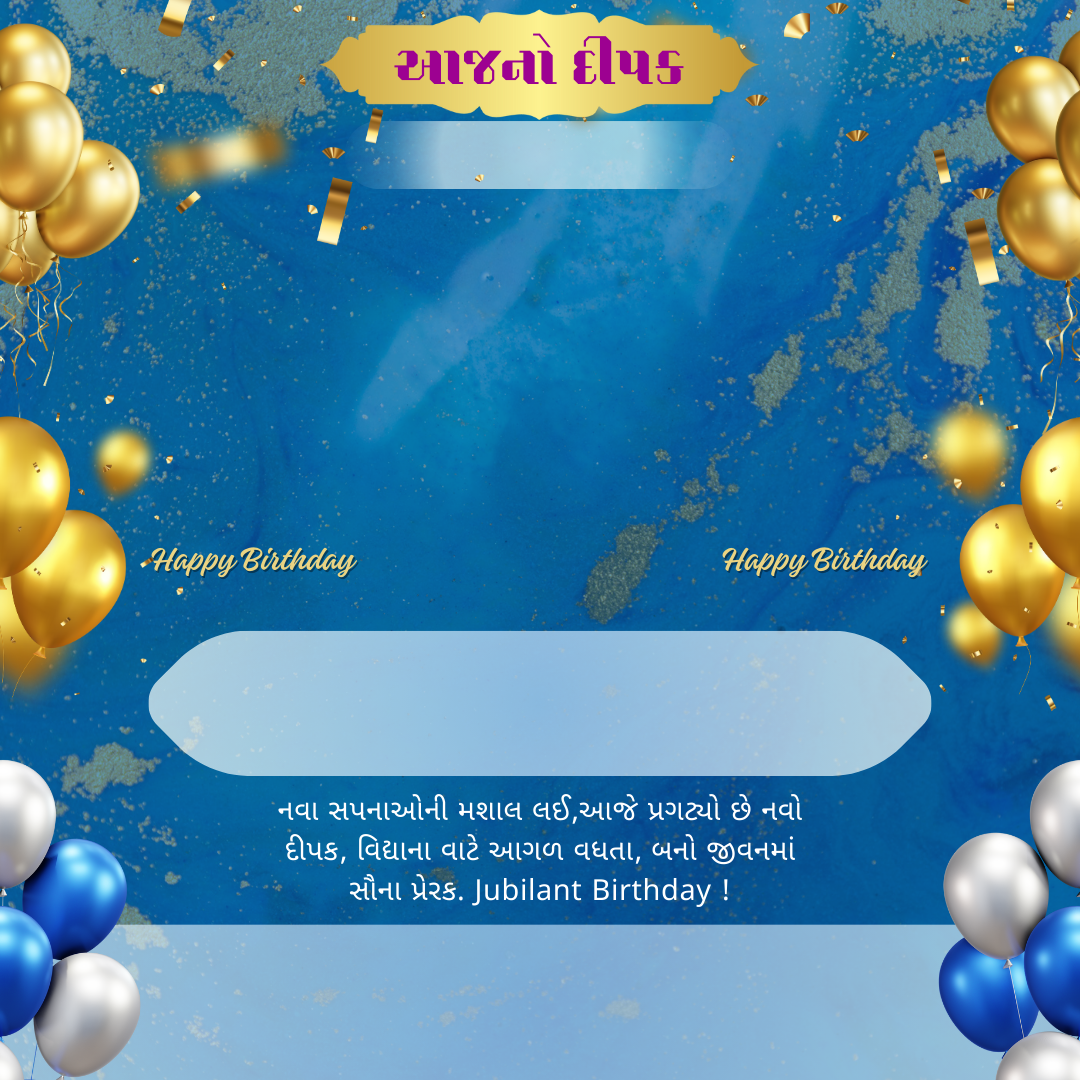 આજનો દીપક
Happy Birthday
Happy Birthday
નવા સપનાઓની મશાલ લઈ,આજે પ્રગટ્યો છે નવો
દીપક, વિદ્યાના વાટે આગળ વધતા, બનો જીવનમાં
સૌના પ્રેરક. Jubilant Birthday !